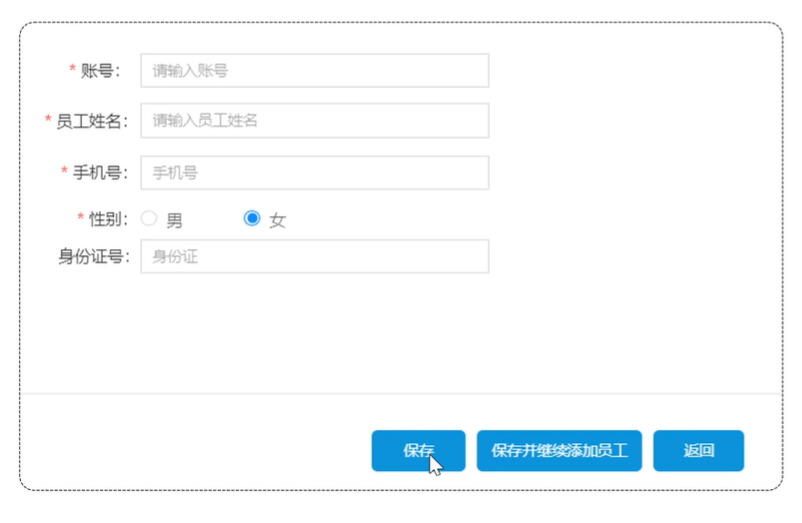 * 账号： 请输入账号
* 员工姓名： 请输入员工姓名
* 手机号： 手机号
* 性别： 男 女
身份证号： 身份证
保存 保存并继续添加员工 返回